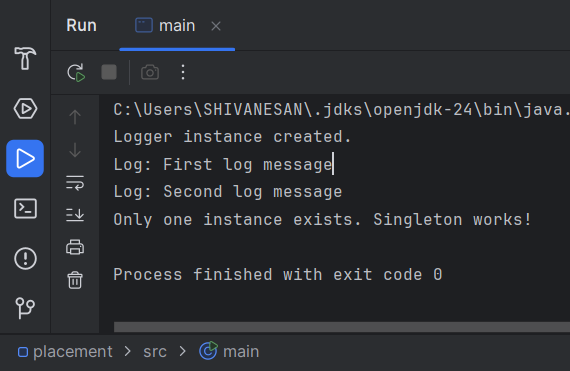 Run
main
C:\Users\SHIVANESAN\.jdks\openjdk-24\bin\java.
Logger instance created.
Log: First log message
Log: Second log message
Only one instance exists. Singleton works!
Process finished with exit code 0
placement > src > main